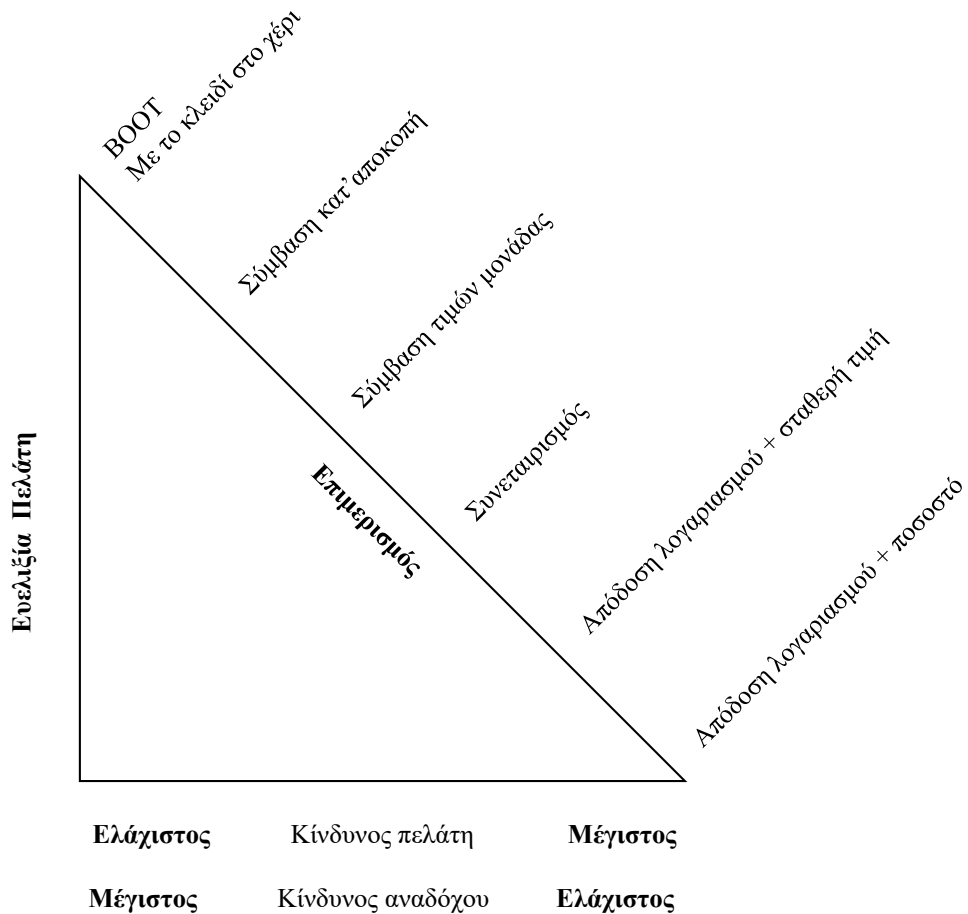 BOOT
Με το κλειδί στο χέρι
Σύμβαση κατ’αποκοπή
Σύμβαση τιμών μονάδας
Συνεταιρισμός
Απόδοση λογαριασμού + σταθερή τιμή
Απόδοση λογαριασμού + ποσοστό
Επιμερισμός
Ευελιξία Πελάτη
Ελάχιστος Κίνδυνος πελάτη Μέγιστος
Μέγιστος Κίνδυνος αναδόχου Ελάχιστος